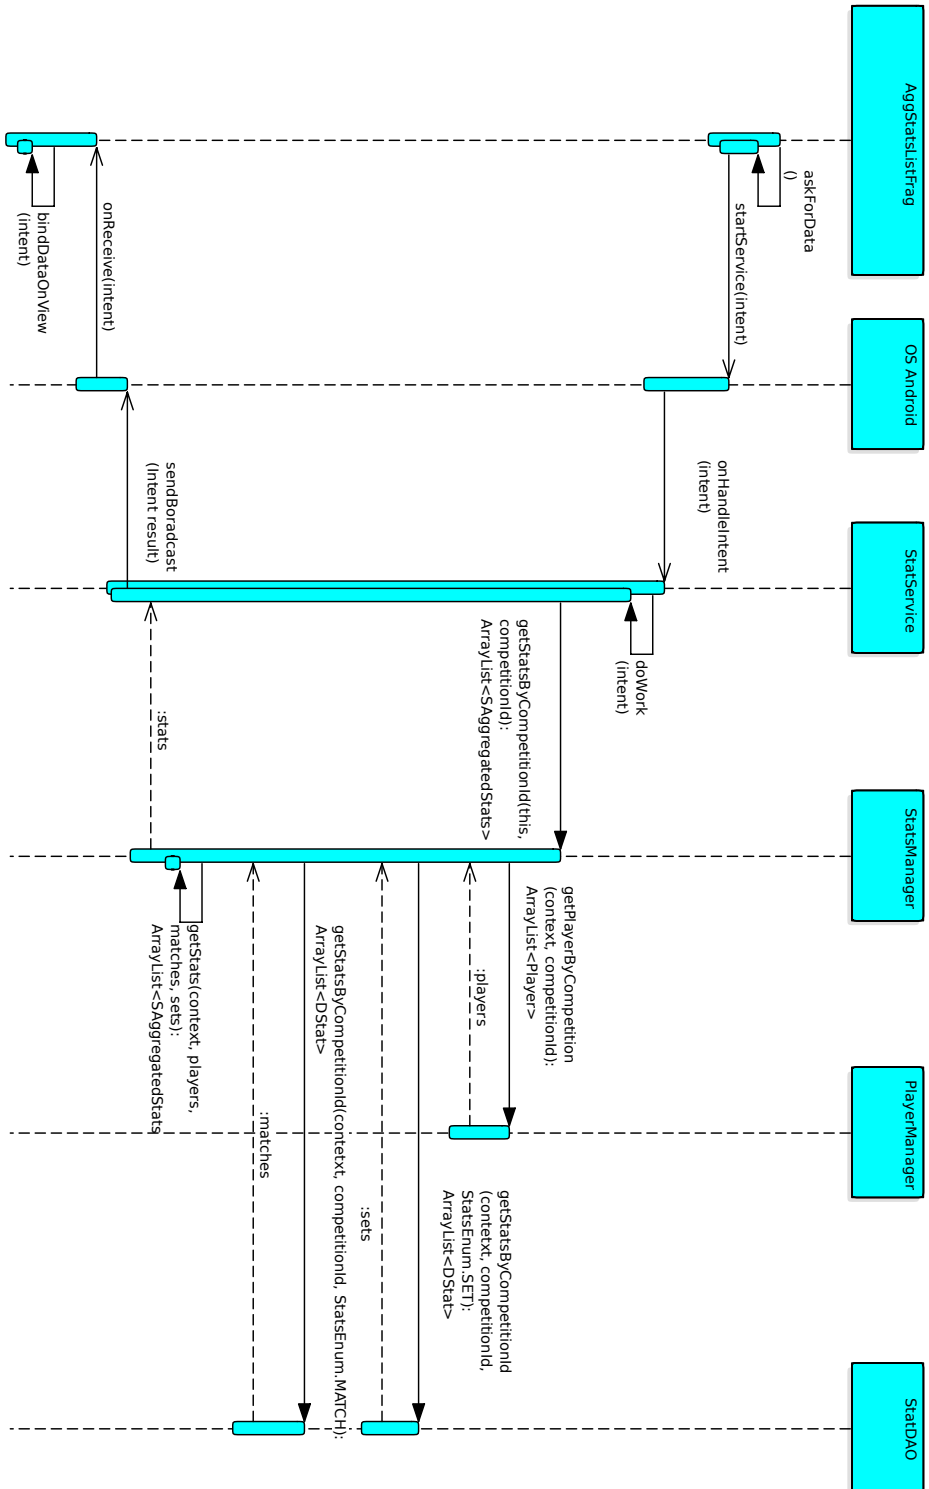 AggStatsListFrag
OS Android
StatService
StatsManager
PlayerManager
StatDAO
askForData
()
startService(intent)
onHandleIntent
(intent)
doWork
(intent)
getStatsByCompetitionId(this,
competitionId):
ArrayList<SAggregatedStats>
getPlayerByCompetition
(context, competitionId):
ArrayList<Player>
:players
getStatsByCompetitionId
(contetxt, competitionId,
StatsEnum.SET):
ArrayList<DStat>
:sets
getStatsByCompetitionId(contetxt, competitionId, StatsEnum.MATCH):
ArrayList<DStat>
:matches
getStats(context, players,
matches, sets):
ArrayList<SAggregatedStats
:stats
sendBoradcast
(Intent result)
onReceive(intent)
bindDataOnView
(intent)